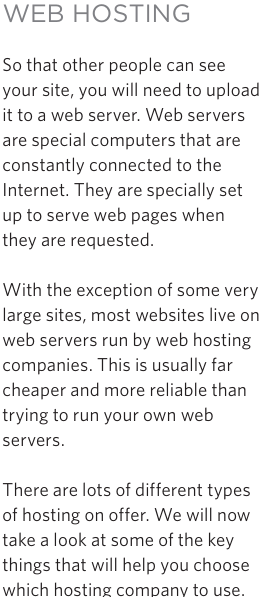 WEB HOSTING
So that other people can see
your site, you will need to upload
it to a web server. Web servers
are special computers that are
constantly connected to the
Internet. They are specially set
up to serve web pages when
they are requested.
With the exception of some very
large sites, most websites live on
web servers run by web hosting
companies. This is usually far
cheaper and more reliable than
trying to run your own web
servers.
There are lots of different types
of hosting on offer. We will now
take a look at some of the key
things that will help you choose
which hosting company to use.